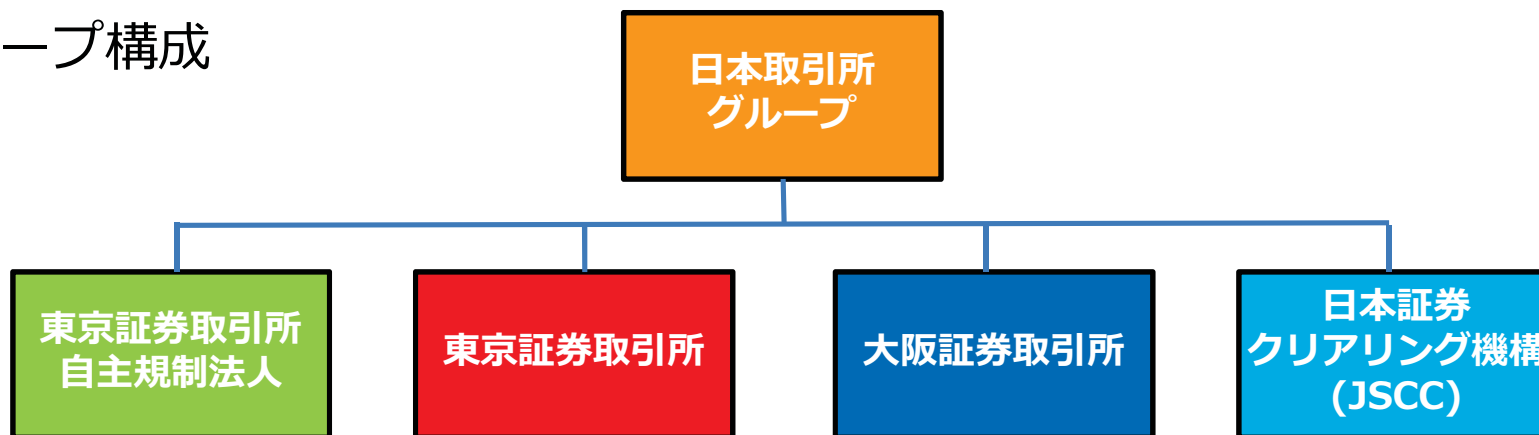 ープ構成
日本取引所
グループ
東京証券取引所
自主規制法人
東京証券取引所
大阪証券取引所
日本証券
クリアリング機構
(JSCC)